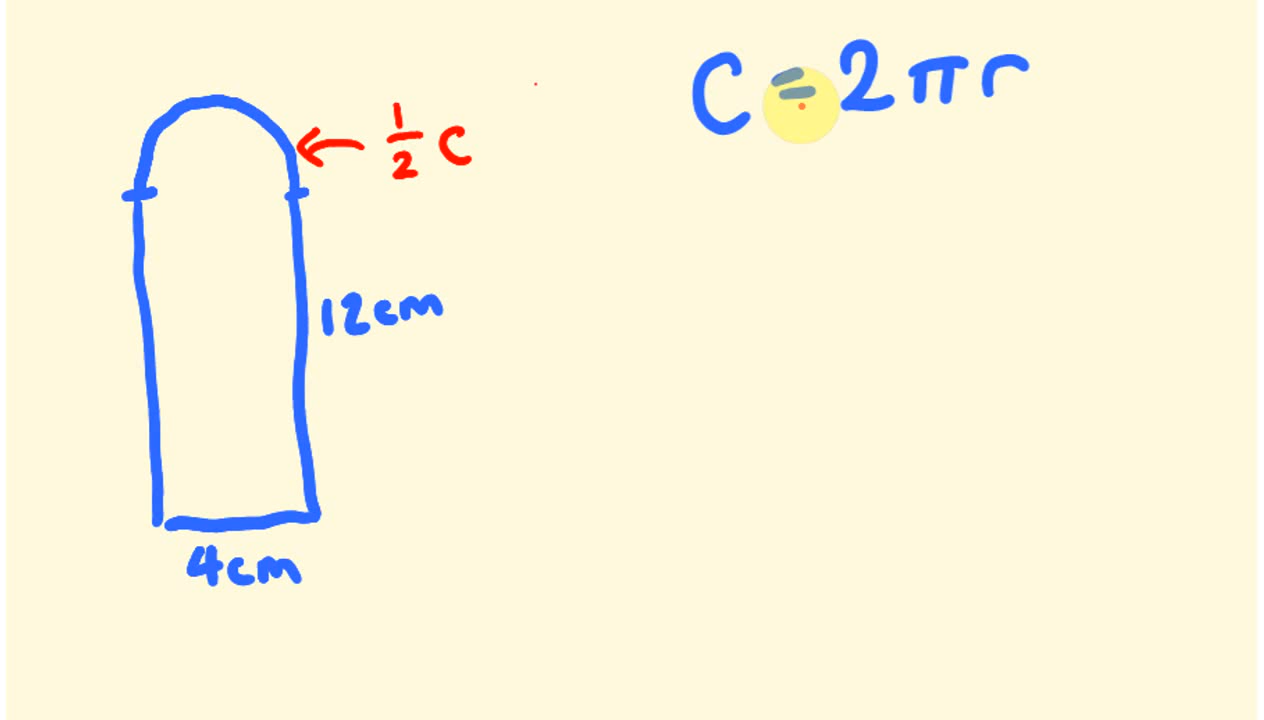 C = 2πr
½ C
12cm
4cm